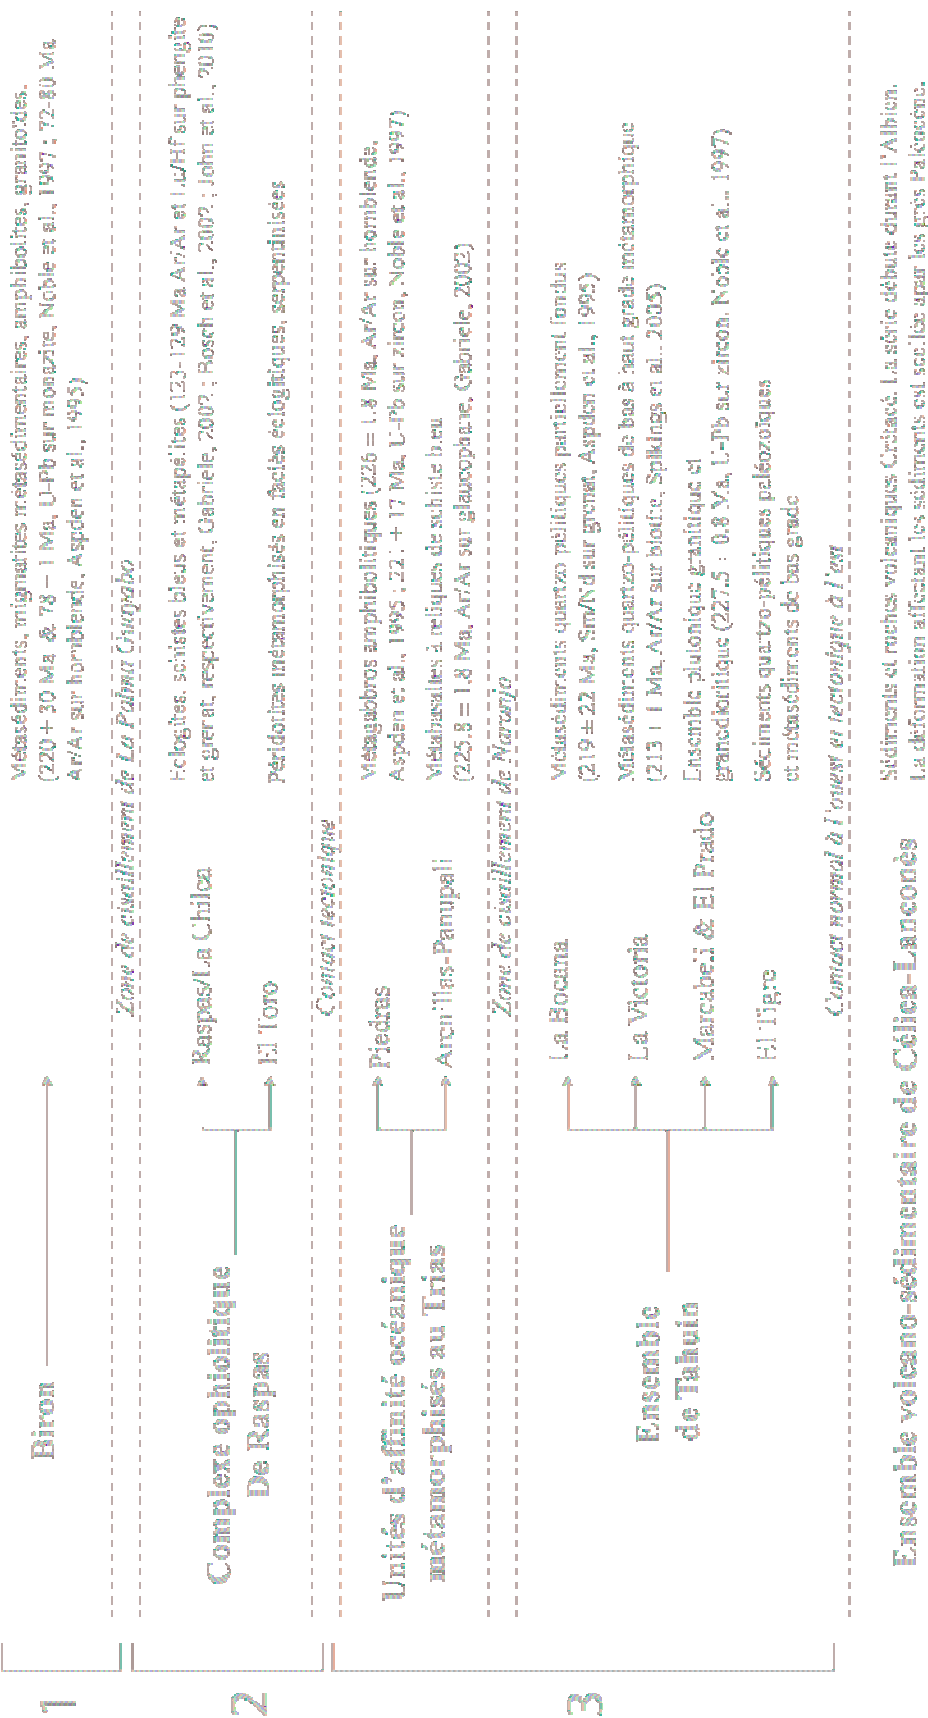 1
Biron
Métasédiments, migmatites métasédimentaires, amphibolites, granitoïdes.
(220 ± 30 Ma & 78 ± 1 Ma, U-Pb sur monazite, Noble et al., 1997 ; 72-80 Ma
Ar/Ar sur hornblende, Aspden et al., 1995)
Zone de cisaillement de La Palma Guayabo
2
Complexe ophiolitique
De Raspas
Raspas/La Chilca
Eclogites, schistes bleus et métapélites (123-129 Ma Ar/Ar et Lu/Hf sur phengite
et grenat, respectivement, Gabriele, 2002 ; Bosch et al., 2002 ; John et al., 2010)
El Toro
Péridotites métamorphisés en faciès éclogitiques, serpentinisées
Contact tectonique
3
Unités d'affinité océanique
métamorphisés au Trias
Piedras
Métagabbros amphibolitiques (226 ± 1.8 Ma, Ar/Ar sur hornblende,
Aspden et al., 1995 ; 221 ± 17 Ma, U-Pb sur zircon, Noble et al., 1997)
Arenillas-Panupali
Métabasaltes à reliques de schiste bleu
(225.8 ± 1.8 Ma, Ar/Ar sur glaucophane, Gabriele, 2002)
Zone de cisaillement de Naranjo
Ensemble
de Tahuin
La Bocana
Métasédiments quartzo-pélitiques partiellement fondus
(219 ± 22 Ma, Sm/Nd sur grenat, Aspden et al., 1995)
La Victoria
Métasédiments quartzo-pélitiques de bas à haut grade métamorphique
(213 ± 1 Ma, Ar/Ar sur biotite, Spikings et al., 2005)
Marcabeli & El Prado
Ensemble plutonique granitique et
granodioritique (227.5 ± 0.8 Ma, U-Pb sur zircon, Noble et al., 1997)
El Tigre
Sédiments quartzo-pélitiques paléozoïques
et métasédiments de bas grade
Contact normal à l'ouest et tectonique à l'est
Ensemble volcano-sédimentaire de Célica-Lancones
Sédiments et roches volcaniques Crétacé. La série débute durant l'Albien.
La déformation affectant les sédiments est scellée par les grès Paléocène.